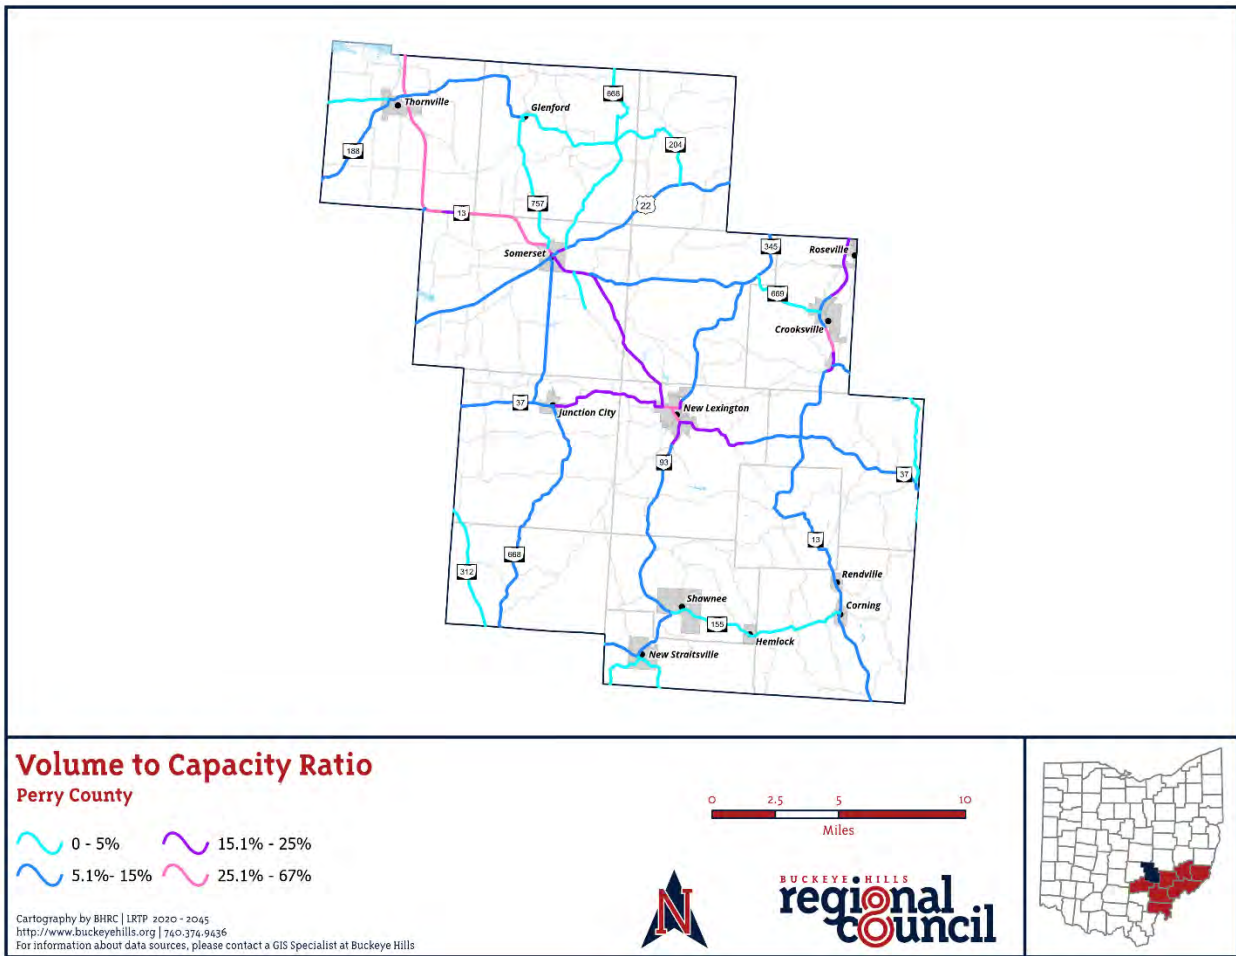 668
Thornville
Glenford
188
204
757
13
22
Somerset
345
Roseville
669
Crooksville
37
Junction City
New Lexington
93
37
668
312
13
Rendville
Shawnee
Corning
155
Hemlock
New Straitsville
Volume to Capacity Ratio
Perry County
0 - 5%
15.1% - 25%
5.1%- 15%
25.1% - 67%
Cartography by BHRC | LRTP 2020 - 2045
http://www.buckeyehills.org | 740.374.9436
For information about data sources, please contact a GIS Specialist at Buckeye Hills
0 2.5 5 10
Miles
N
BUCKEYE HILLS
regional
council